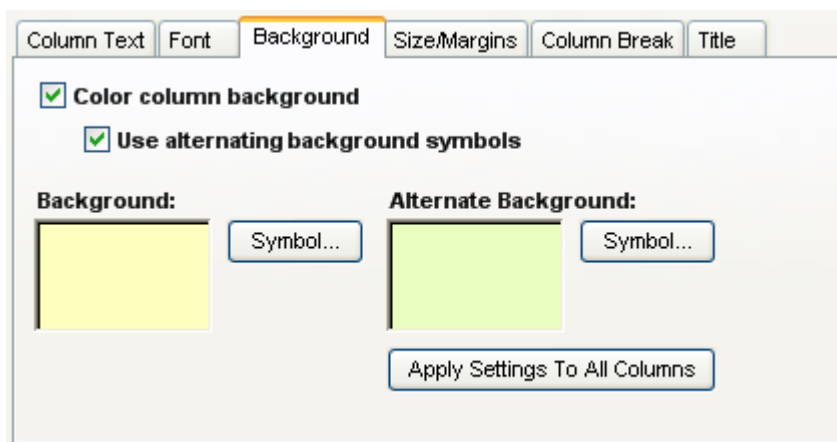 Column Text Font Background Size/Margins Column Break Title
Color column background
Use alternating background symbols
Background: Alternate Background:
Symbol... Symbol...
Apply Settings To All Columns